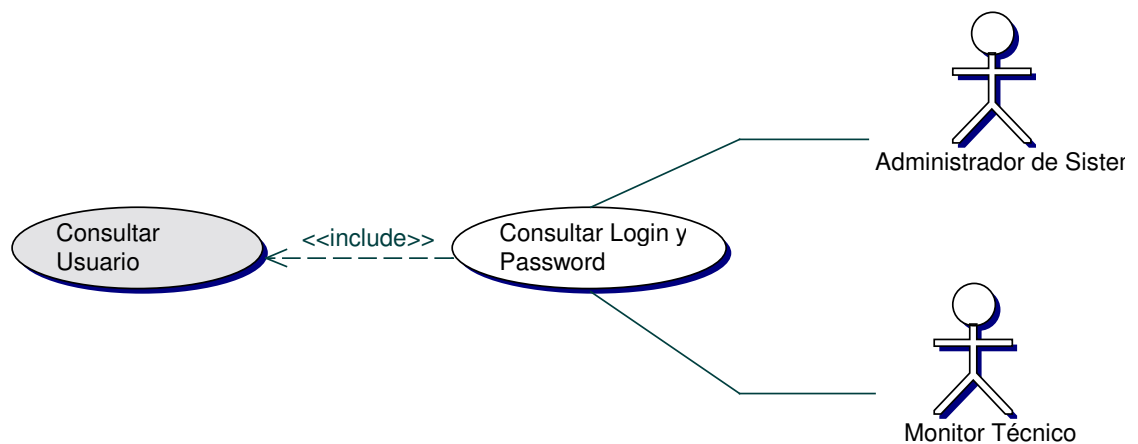 Administrador de Sister
Consultar
Usuario
<<include>>
Consultar Login y
Password
Monitor Técnico